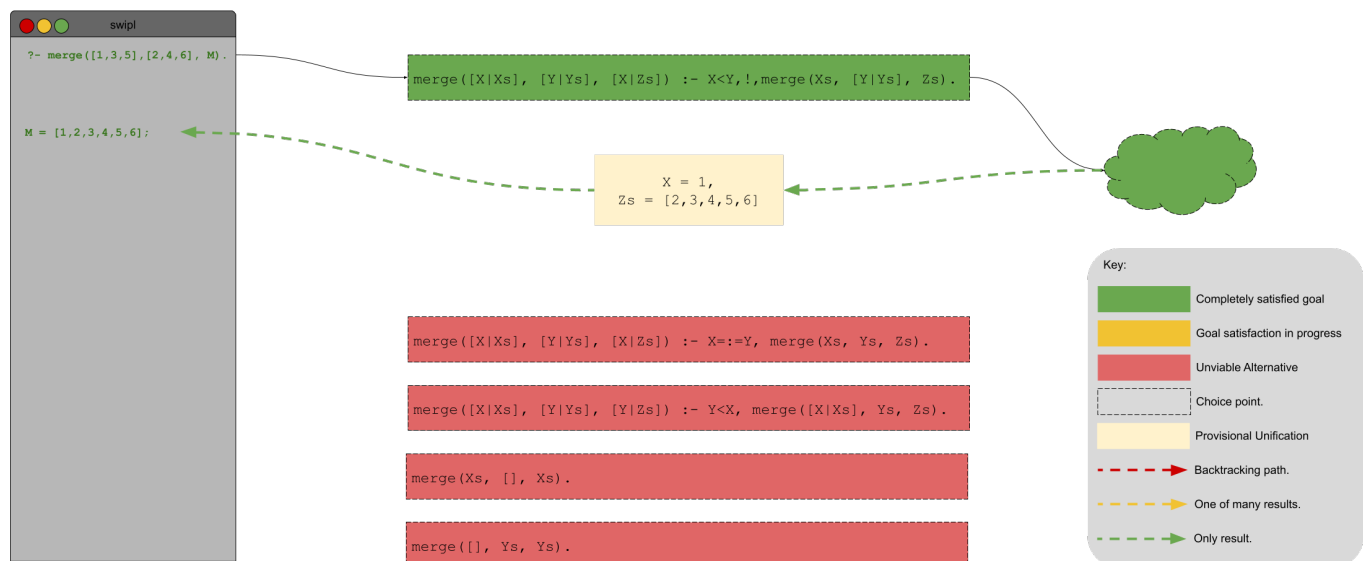 swipl
?- merge([1,3,5],[2,4,6], M).
merge([X|Xs], [Y|Ys], [X|Zs]) :- X<Y,!,merge(Xs, [Y|Ys], Zs).
M = [1,2,3,4,5,6];
X = 1,
Zs = [2,3,4,5,6]
merge([X|Xs], [Y|Ys], [X|Zs]) :- X=:=Y, merge(Xs, Ys, Zs).
merge([X|Xs], [Y|Ys], [Y|Zs]) :- Y<X, merge([X|Xs], Ys, Zs).
merge(Xs, [], Xs).
merge([], Ys, Ys).
Key:
Completely satisfied goal
Goal satisfaction in progress
Unviable Alternative
Choice point.
Provisional Unification
Backtracking path.
One of many results.
Only result.